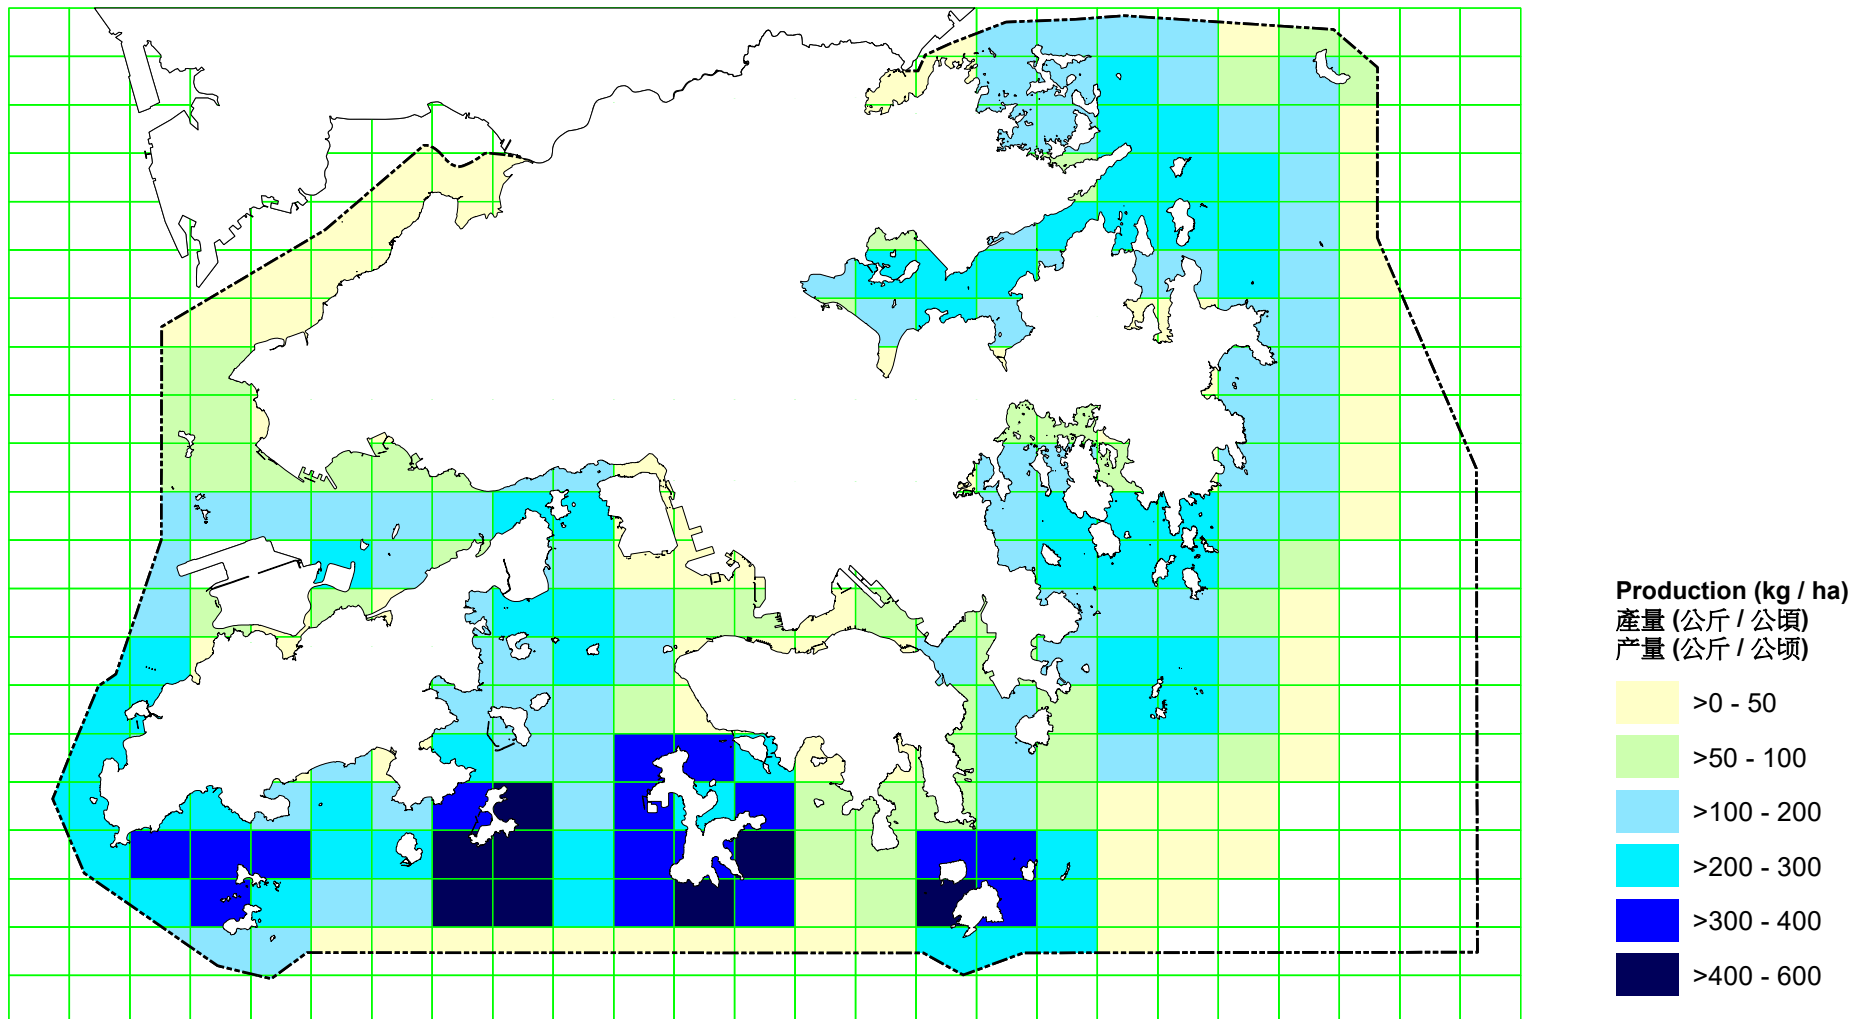 Production (kg / ha)
產量 (公斤 / 公頃)
产量 (公斤 / 公顷)
>0 - 50
>50 - 100
>100 - 200
>200 - 300
>300 - 400
>400 - 600